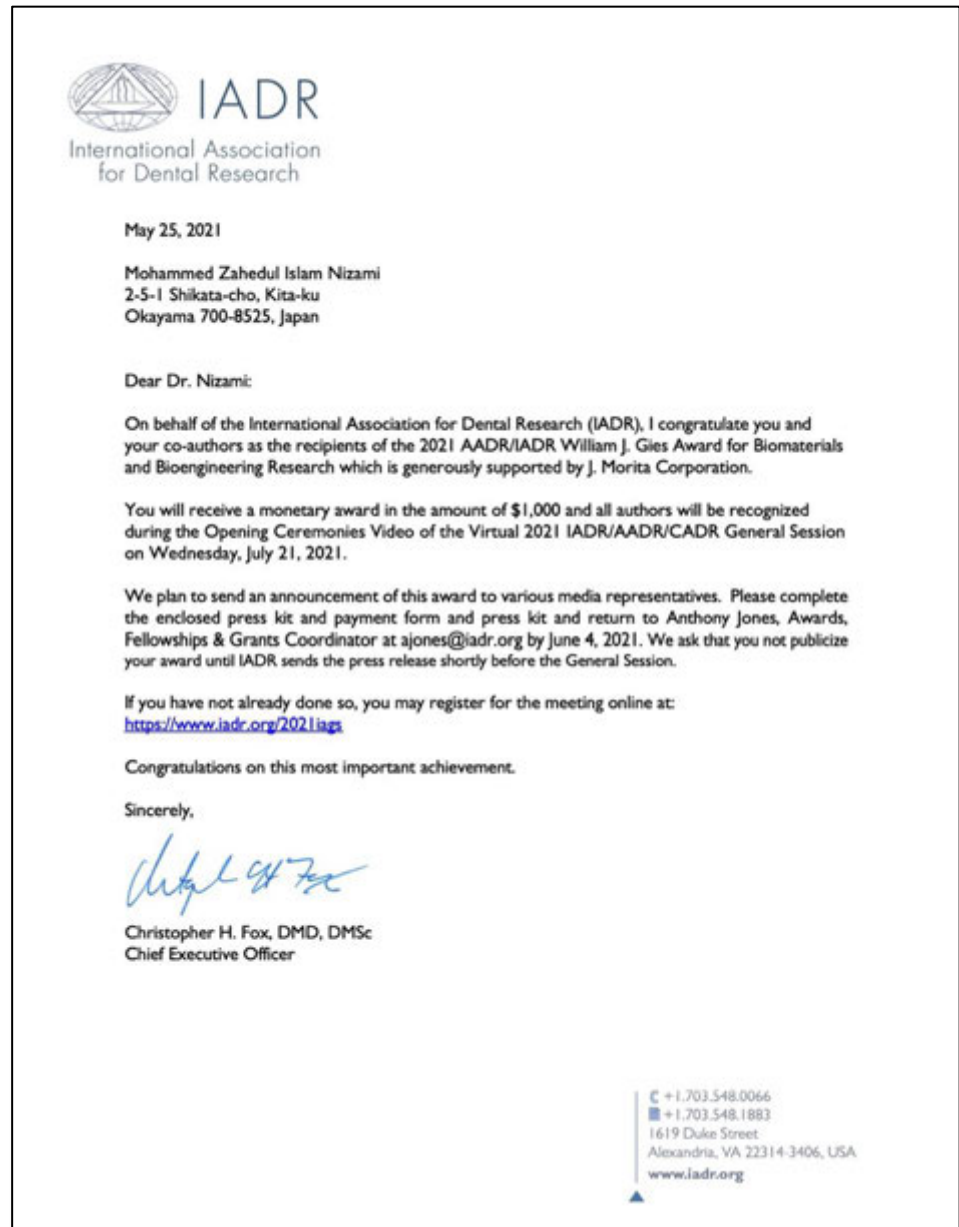 IADR
International Association
for Dental Research
May 25, 2021
Mohammed Zahedul Islam Nizami
2-5-1 Shikata-cho, Kita-ku
Okayama 700-8525, Japan
Dear Dr. Nizami:
On behalf of the International Association for Dental Research (IADR), I congratulate you and
your co-authors as the recipients of the 2021 AADR/IADR William J. Gies Award for Biomaterials
and Bioengineering Research which is generously supported by J. Morita Corporation.
You will receive a monetary award in the amount of $1,000 and all authors will be recognized
during the Opening Ceremonies Video of the Virtual 2021 IADR/AADR/CADR General Session
on Wednesday, July 21, 2021.
We plan to send an announcement of this award to various media representatives. Please complete
the enclosed press kit and payment form and press kit and return to Anthony Jones, Awards,
Fellowships & Grants Coordinator at ajones@iadr.org by June 4, 2021. We ask that you not publicize
your award until IADR sends the press release shortly before the General Session.
If you have not already done so, you may register for the meeting online at:
https://www.iadr.org/2021iags
Congratulations on this most important achievement.
Sincerely,
Christopher H. Fox, DMD, DMSc
Chief Executive Officer
+1.703.548.0066
+1.703.548.1883
1619 Duke Street
Alexandria, VA 22314-3406, USA
www.iadr.org